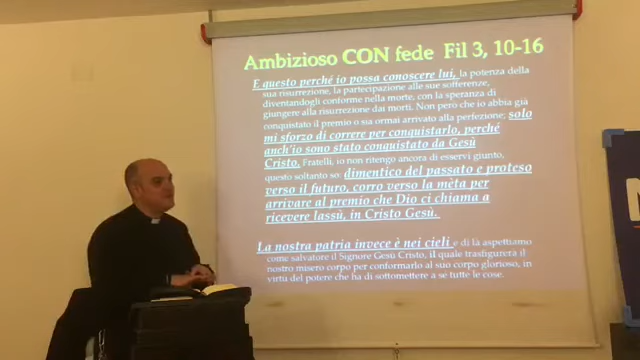 Ambizioso CON fede Fil 3, 10-16
E questo perché io possa conoscere lui, la potenza della
sua risurrezione, la partecipazione alle sue sofferenze,
diventandogli conforme nella morte, con la speranza di
giungere alla risurrezione dai morti. Non però che io abbia già
conquistato il premio o sia ormai arrivato alla perfezione; solo
mi sforzo di correre per conquistarlo, perché
anch'io sono stato conquistato da Gesù
Cristo. Fratelli, io non ritengo ancora di esservi giunto,
questo soltanto so: dimentico del passato e proteso
verso il futuro, corro verso la mèta per
arrivare al premio che Dio ci chiama a
ricevere lassù, in Cristo Gesù.
La nostra patria invece è nei cieli e di là aspettiamo
come salvatore il Signore Gesù Cristo, il quale trasfigurerà il
nostro misero corpo per conformarlo al suo corpo glorioso, in
virtù del potere che ha di sottomettere a sé tutte le cose.